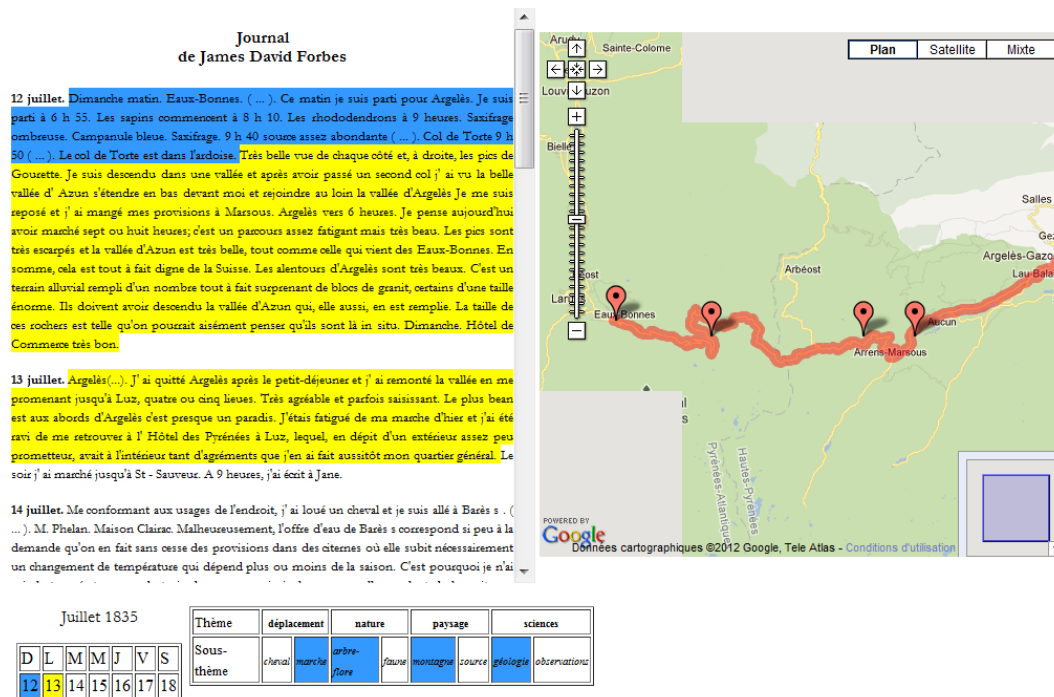 Journal
de James David Forbes
12 juillet. Dimanche matin. Eaux-Bonnes. ( ... ). Ce matin je suis parti pour Argelès. Je suis
parti à 6 h 55. Les sapins commencent à 8 h 10. Les rhododendrons à 9 heures. Saxifrage
ombreuse. Campanule bleue. Saxifrage. 9 h 40 source assez abondante ( ... ). Col de Torte 9 h
50 ( ... ). Le col de Torte est dans l'ardoise. Très belle vue de chaque côté et, à droite, les pics de
Gourette. Je suis descendu dans une vallée et après avoir passé un second col j' ai vu la belle
vallée d' Azun s'étendre en bas devant moi et rejoindre au loin la vallée d'Argelès Je me suis
reposé et j' ai mangé mes provisions à Marsous. Argelès vers 6 heures. Je pense aujourd'hui
avoir marché sept ou huit heures; c'est un parcours assez fatigant mais très beau. Les pics sont
très escarpés et la vallée d'Azun est très belle, tout comme celle qui vient des Eaux-Bonnes. En
somme, cela est tout à fait digne de la Suisse. Les alentours d'Argelès sont très beaux. C'est un
terrain alluvial rempli d'un nombre tout à fait surprenant de blocs de granit, certains d'une taille
énorme. Ils doivent avoir descendu la vallée d'Azun qui, elle aussi, en est remplie. La taille de
ces rochers est telle qu'on pourrait aisément penser qu'ils sont là in situ. Dimanche. Hôtel de
Commerce très bon.
13 juillet. Argelès(...). J' ai quitté Argelès après le petit-déjeuner et j' ai remonté la vallée en me
promenant jusqu'à Luz, quatre ou cinq lieues. Très agréable et parfois saisissant. Le plus bean
est aux abords d'Argelès c'est presque un paradis. J'étais fatigué de ma marche d'hier et j'ai été
ravi de me retrouver à l' Hôtel des Pyrénées à Luz, lequel, en dépit d'un extérieur assez peu
prometteur, avait à l'intérieur tant d'agréments que j'en ai fait aussitôt mon quartier général. Le
soir j' ai marché jusqu'à St - Sauveur. A 9 heures, j'ai écrit à Jane.
14 juillet. Me conformant aux usages de l'endroit, j' ai loué un cheval et je suis allé à Barès s . (
... ). M. Phelan. Maison Clairac. Malheureusement, l'offre d'eau de Barès s correspond si peu à la
demande qu'on en fait sans cesse des provisions dans des citernes où elle subit nécessairement
un changement de température qui dépend plus ou moins de la saison. C'est pourquoi je n'ai
Plan Satellite Mixte
Arudy
Sainte-Colome
Bielle
Salles
Argelès-Gazo
Lau-Bala
Arbéost
Eaux-Bonnes
Aucun
Arrens-Marsous
Pyrénées-Atlantiques
Hautes-Pyrénées
POWERED BY
Google
Données cartographiques ©2012 Google, Tele Atlas - Conditions d'utilisation
Juillet 1835
D L M M J V S
12 13 14 15 16 17 18
Thème déplacement nature paysage sciences
Sous-thème cheval marche arbre-flore faune montagne source géologie observations